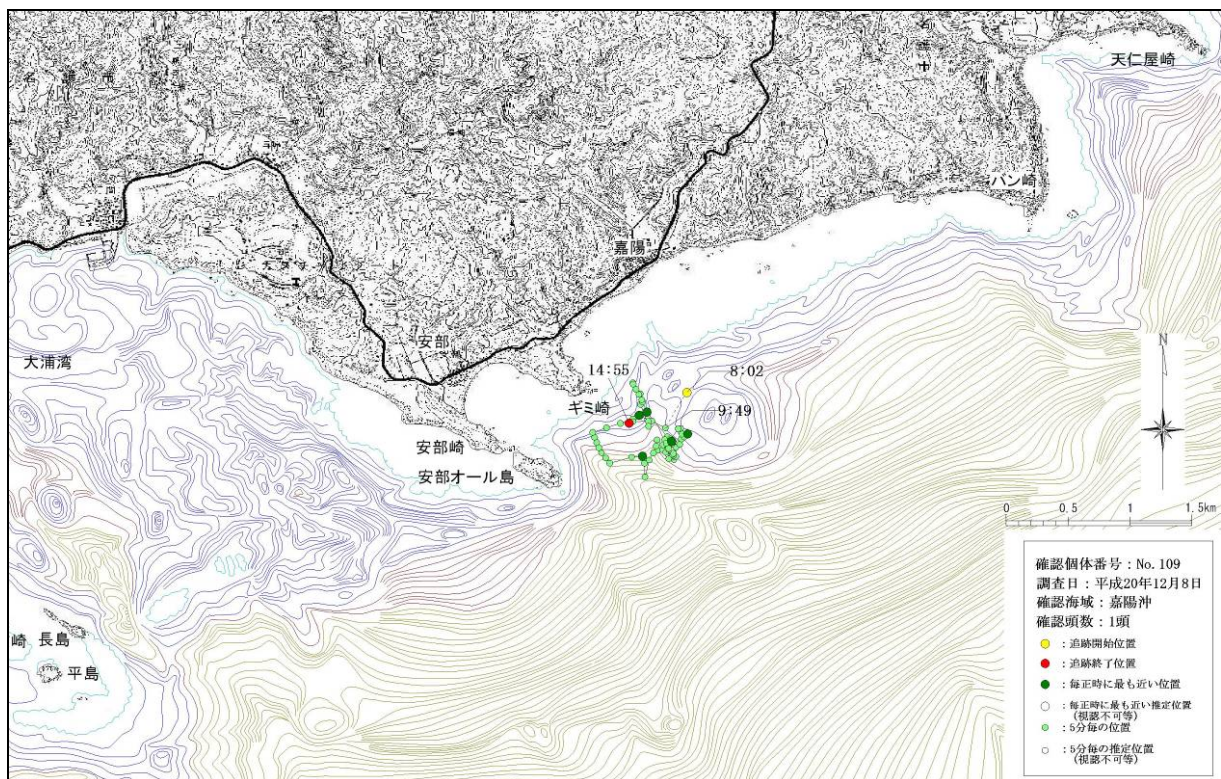 天仁屋崎
バン崎
嘉陽
安部
大浦湾
14:55
8:02
ギミ崎
9:49
安部崎
安部オール島
N
0 0.5 1 1.5km
崎
長島
平島
確認個体番号：No. 109
調査日：平成20年12月8日
確認海域：嘉陽沖
確認頭数：1頭
：追跡開始位置
：追跡終了位置
：毎正時に最も近い位置
：毎正時に最も近い推定位置
(視認不可等)
：5分毎の位置
：5分毎の推定位置
(視認不可等)